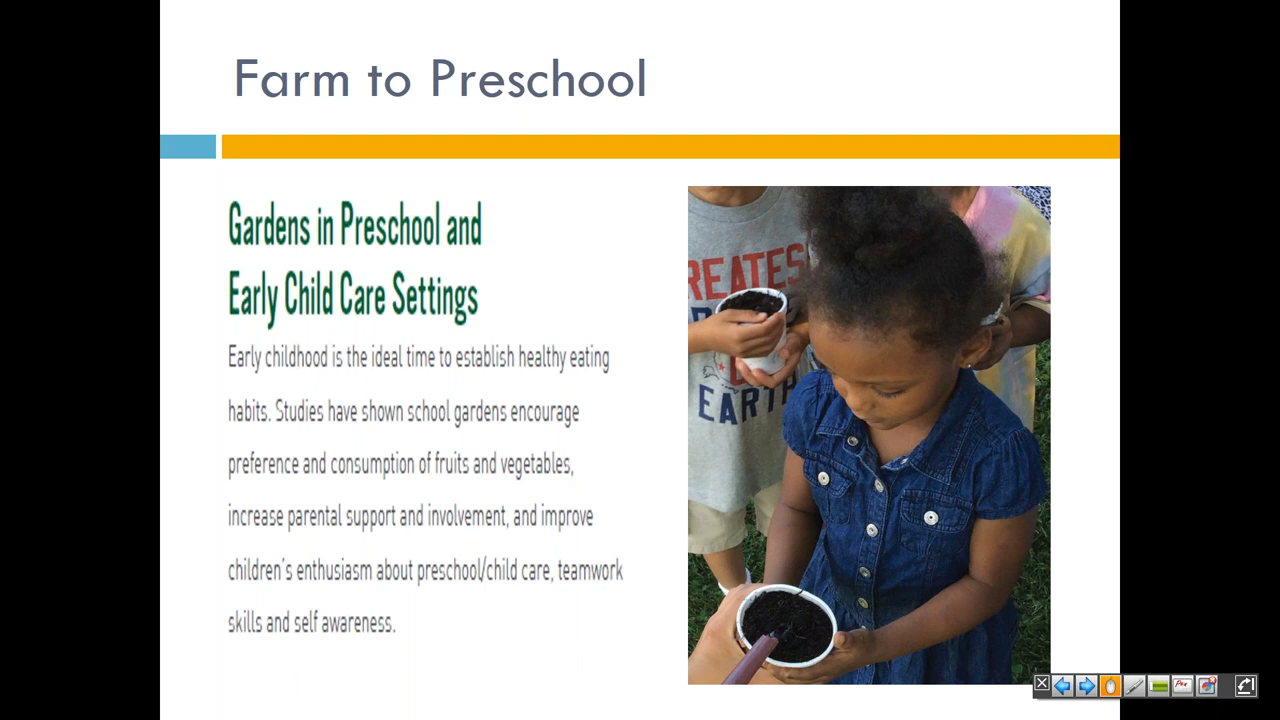 Farm to Preschool
Gardens in Preschool and
Early Child Care Settings
Early childhood is the ideal time to establish healthy eating
habits. Studies have shown school gardens encourage
preference and consumption of fruits and vegetables,
increase parental support and involvement, and improve
children's enthusiasm about preschool/child care, teamwork
skills and self awareness.
REATES
EARTH